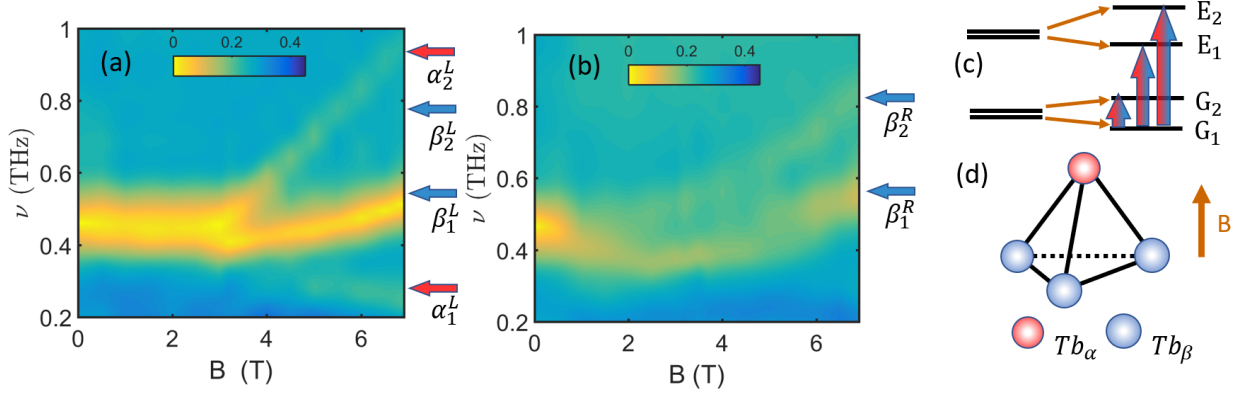 (a)
0 0.2 0.4
1
0.8
0.6
0.4
0.2
ν (THz)
0 2 4 6
B (T)
α₂ᴸ
β₂ᴸ
β₁ᴸ
α₁ᴸ
(b)
0 0.2 0.4
1
0.8
0.6
0.4
0.2
ν (THz)
0 2 4 6
B (T)
β₂ᴿ
β₁ᴿ
(c)
E₂
E₁
G₂
G₁
(d)
B
Tbα
Tbβ